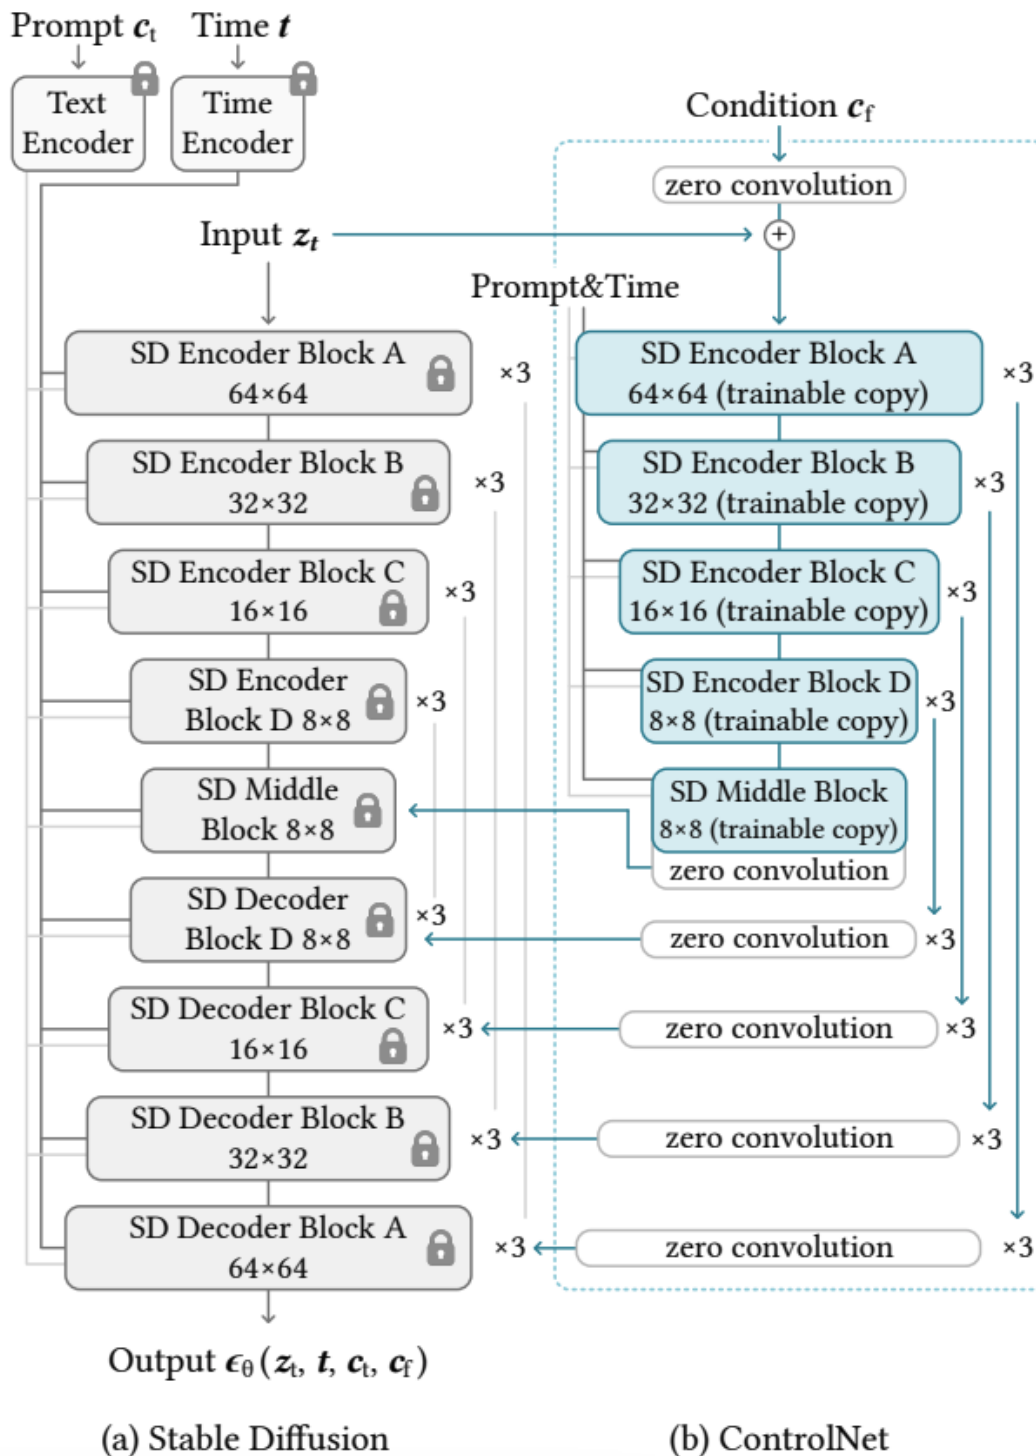 Prompt cₜ
Time t
Text
Encoder
Time
Encoder
Condition c_f
zero convolution
+
Input zₜ
Prompt&Time
SD Encoder Block A
64×64
×3
SD Encoder Block A
64×64 (trainable copy)
×3
SD Encoder Block B
32×32
×3
SD Encoder Block B
32×32 (trainable copy)
×3
SD Encoder Block C
16×16
×3
SD Encoder Block C
16×16 (trainable copy)
×3
SD Encoder
Block D 8×8
×3
SD Encoder Block D
8×8 (trainable copy)
×3
SD Middle
Block 8×8
SD Middle Block
8×8 (trainable copy)
zero convolution
SD Decoder
Block D 8×8
×3
zero convolution
×3
SD Decoder Block C
16×16
×3
zero convolution
×3
SD Decoder Block B
32×32
×3
zero convolution
×3
SD Decoder Block A
64×64
×3
zero convolution
×3
Output ϵ_θ(zₜ, t, cₜ, c_f)
(a) Stable Diffusion
(b) ControlNet